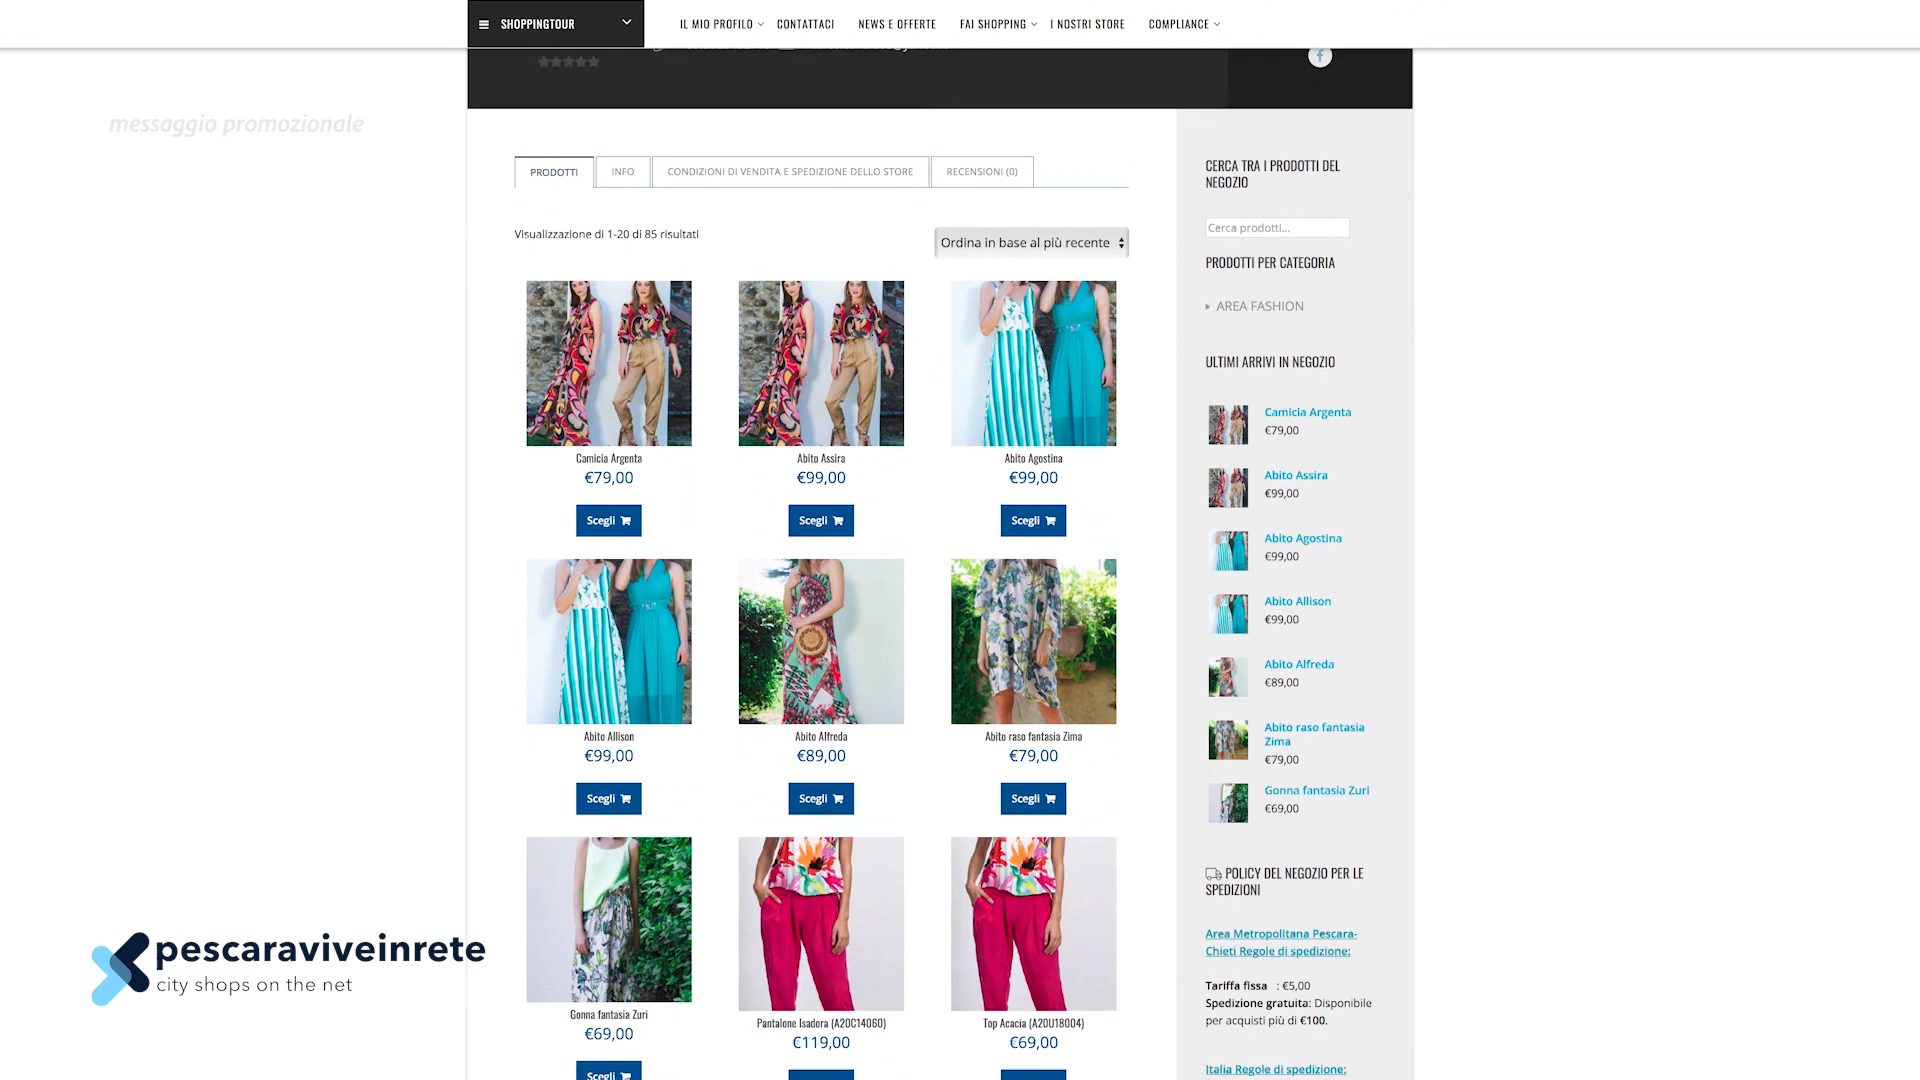 SHOPPINGTOUR
IL MIO PROFILO
CONTATTACI
NEWS E OFFERTE
FAI SHOPPING
I NOSTRI STORE
COMPLIANCE
messaggio promozionale
PRODOTTI
INFO
CONDIZIONI DI VENDITA E SPEDIZIONE DELLO STORE
RECENSIONI (0)
Visualizzazione di 1-20 di 85 risultati
Ordina in base al più recente
Camicia Argenta
€79,00
Scegli
Abito Assira
€99,00
Scegli
Abito Agostina
€99,00
Scegli
Abito Allison
€99,00
Scegli
Abito Alfreda
€89,00
Scegli
Abito raso fantasia Zima
€79,00
Scegli
Gonna fantasia Zuri
€69,00
Scegli
Pantalone Isadora (A20C14060)
€119,00
Top Acacia (A20U18004)
€69,00
CERCA TRA I PRODOTTI DEL
NEGOZIO
Cerca prodotti...
PRODOTTI PER CATEGORIA
AREA FASHION
ULTIMI ARRIVI IN NEGOZIO
Camicia Argenta
€79,00
Abito Assira
€99,00
Abito Agostina
€99,00
Abito Allison
€99,00
Abito Alfreda
€89,00
Abito raso fantasia
Zima
€79,00
Gonna fantasia Zuri
€69,00
POLICY DEL NEGOZIO PER LE
SPEDIZIONI
Area Metropolitana Pescara-
Chieti Regole di spedizione:
Tariffa fissa : €5,00
Spedizione gratuita: Disponibile
per acquisti più di €100.
Italia Regole di spedizione:
pescaraviveinrete
city shops on the net